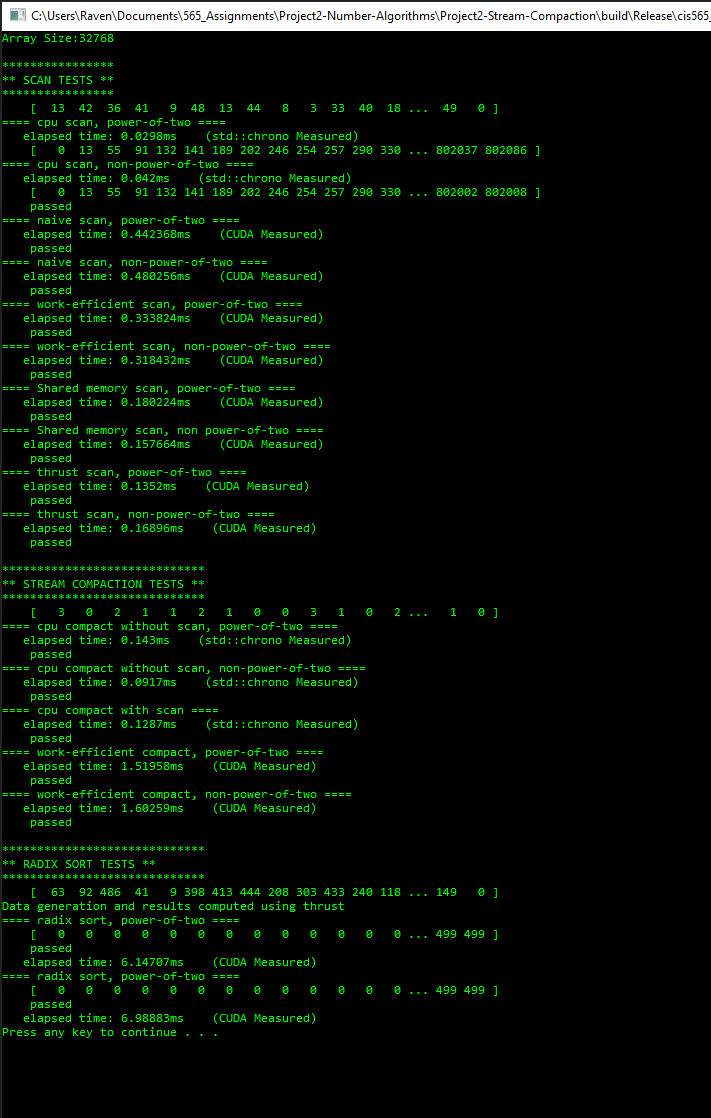 C:\Users\Raven\Documents\565_Assignments\Project2-Number-Algorithms\Project2-Stream-Compaction\build\Release\cis565_
Array Size:32768
****************
** SCAN TESTS **
****************
    [  13  42  36  41   9  48  13  44   8   3  33  40  18 ...  49   0 ]
==== cpu scan, power-of-two ====
   elapsed time: 0.0298ms    (std::chrono Measured)
    [   0  13  55  91 132 141 189 202 246 254 257 290 330 ... 802037 802086 ]
==== cpu scan, non-power-of-two ====
   elapsed time: 0.042ms    (std::chrono Measured)
    [   0  13  55  91 132 141 189 202 246 254 257 290 330 ... 802002 802008 ]
    passed
==== naive scan, power-of-two ====
   elapsed time: 0.442368ms    (CUDA Measured)
    passed
==== naive scan, non-power-of-two ====
   elapsed time: 0.480256ms    (CUDA Measured)
    passed
==== work-efficient scan, power-of-two ====
   elapsed time: 0.333824ms    (CUDA Measured)
    passed
==== work-efficient scan, non-power-of-two ====
   elapsed time: 0.318432ms    (CUDA Measured)
    passed
==== Shared memory scan, power-of-two ====
   elapsed time: 0.180224ms    (CUDA Measured)
    passed
==== Shared memory scan, non power-of-two ====
   elapsed time: 0.157664ms    (CUDA Measured)
    passed
==== thrust scan, power-of-two ====
   elapsed time: 0.1352ms    (CUDA Measured)
    passed
==== thrust scan, non-power-of-two ====
   elapsed time: 0.16896ms    (CUDA Measured)
    passed
*****************************
** STREAM COMPACTION TESTS **
*****************************
    [   3   0   2   1   1   2   1   0   0   3   1   0   2 ...   1   0 ]
==== cpu compact without scan, power-of-two ====
   elapsed time: 0.143ms    (std::chrono Measured)
    passed
==== cpu compact without scan, non-power-of-two ====
   elapsed time: 0.0917ms    (std::chrono Measured)
    passed
==== cpu compact with scan ====
   elapsed time: 0.1287ms    (std::chrono Measured)
    passed
==== work-efficient compact, power-of-two ====
   elapsed time: 1.51958ms    (CUDA Measured)
    passed
==== work-efficient compact, non-power-of-two ====
   elapsed time: 1.60259ms    (CUDA Measured)
    passed
*****************************
** RADIX SORT TESTS **
*****************************
    [  63  92 486  41   9 398 413 444 208 303 433 240 118 ... 149   0 ]
Data generation and results computed using thrust
==== radix sort, power-of-two ====
    [   0   0   0   0   0   0   0   0   0   0   0   0   0 ... 499 499 ]
    passed
   elapsed time: 6.14707ms    (CUDA Measured)
==== radix sort, power-of-two ====
    [   0   0   0   0   0   0   0   0   0   0   0   0   0 ... 499 499 ]
    passed
   elapsed time: 6.98883ms    (CUDA Measured)
Press any key to continue . . .